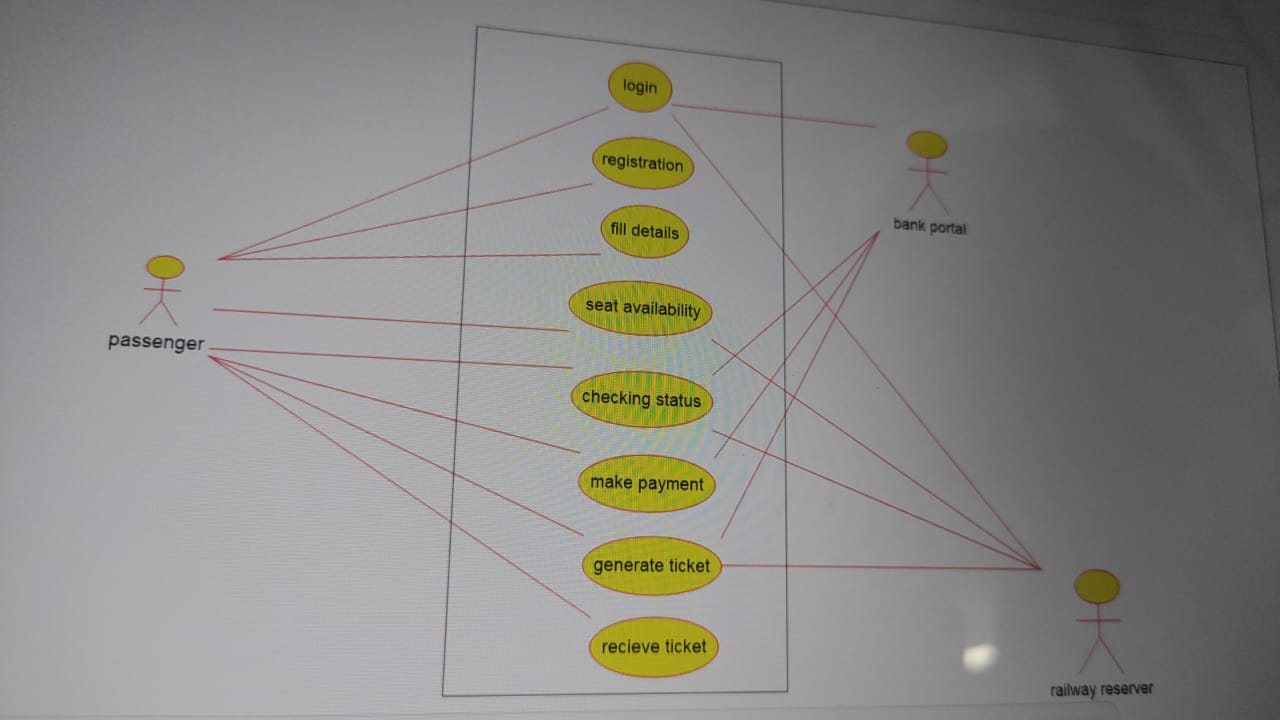 login
registration
fill details
seat availability
checking status
make payment
generate ticket
recieve ticket
passenger
bank portal
railway reserver